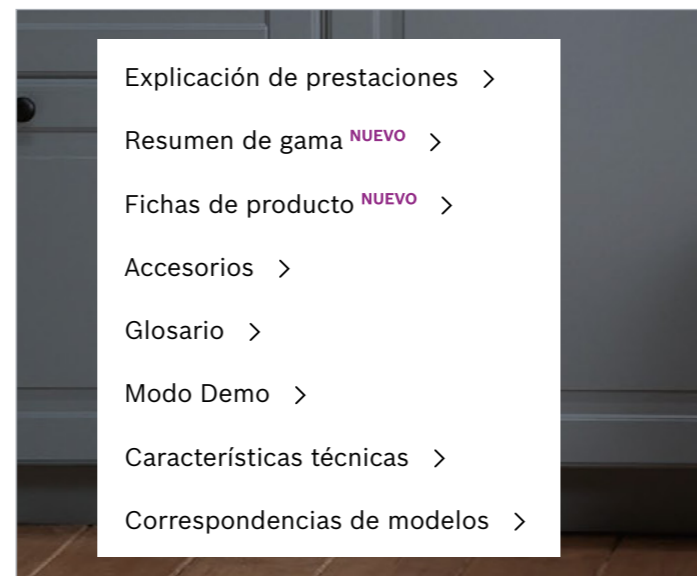 Explicación de prestaciones
Resumen de gama NUEVO
Fichas de producto NUEVO
Accesorios
Glosario
Modo Demo
Características técnicas
Correspondencias de modelos